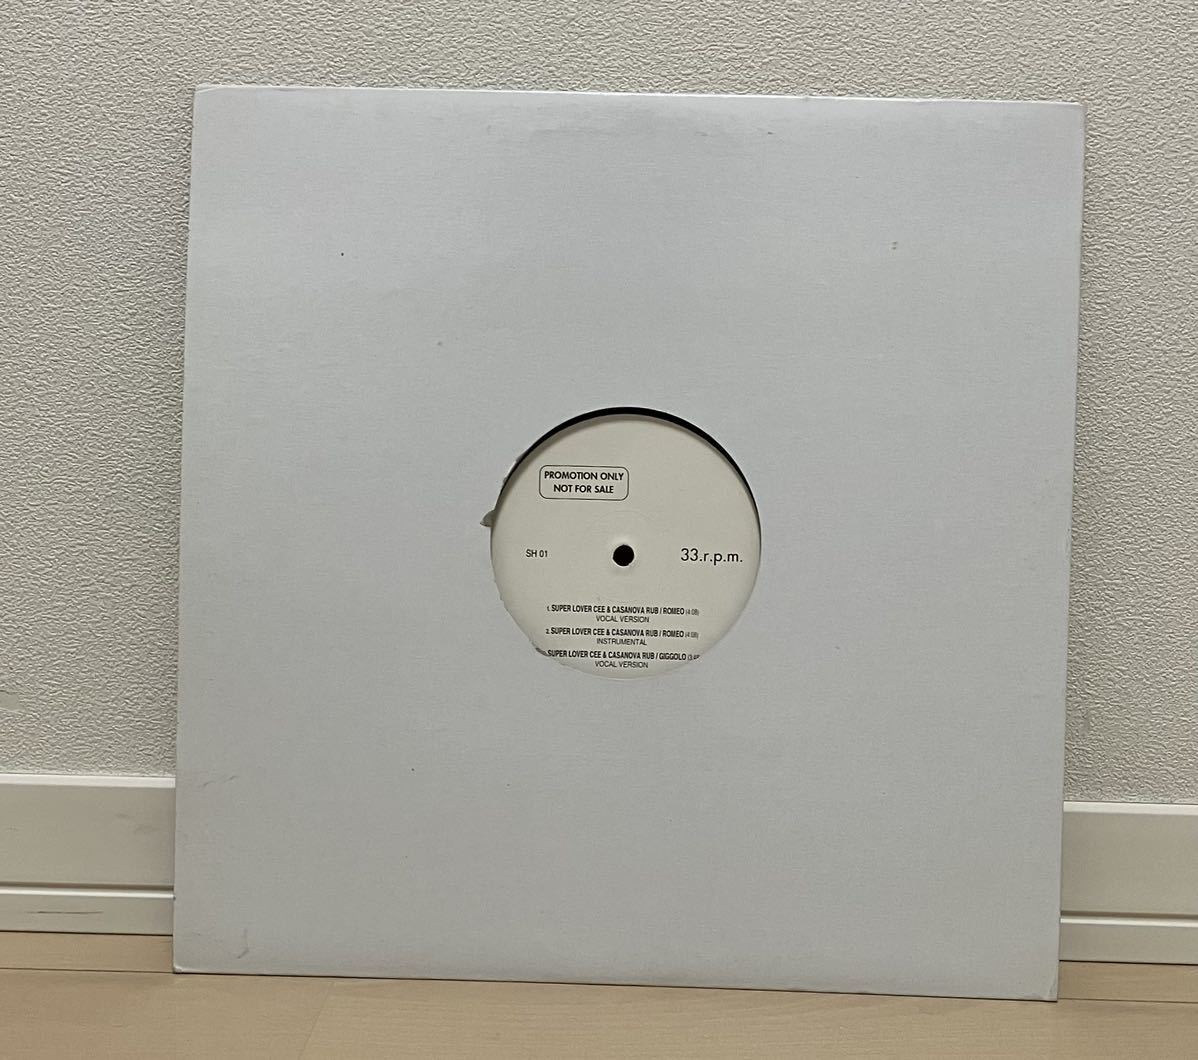 PROMOTION ONLY
NOT FOR SALE
SH 01
33.r.p.m.
1. SUPER LOVER CEE & CASANOVA RUB / ROMEO (4:08)
VOCAL VERSION
2. SUPER LOVER CEE & CASANOVA RUB / ROMEO (4:08)
INSTRUMENTAL
SUPER LOVER CEE & CASANOVA RUB / GIGGOLO
VOCAL VERSION